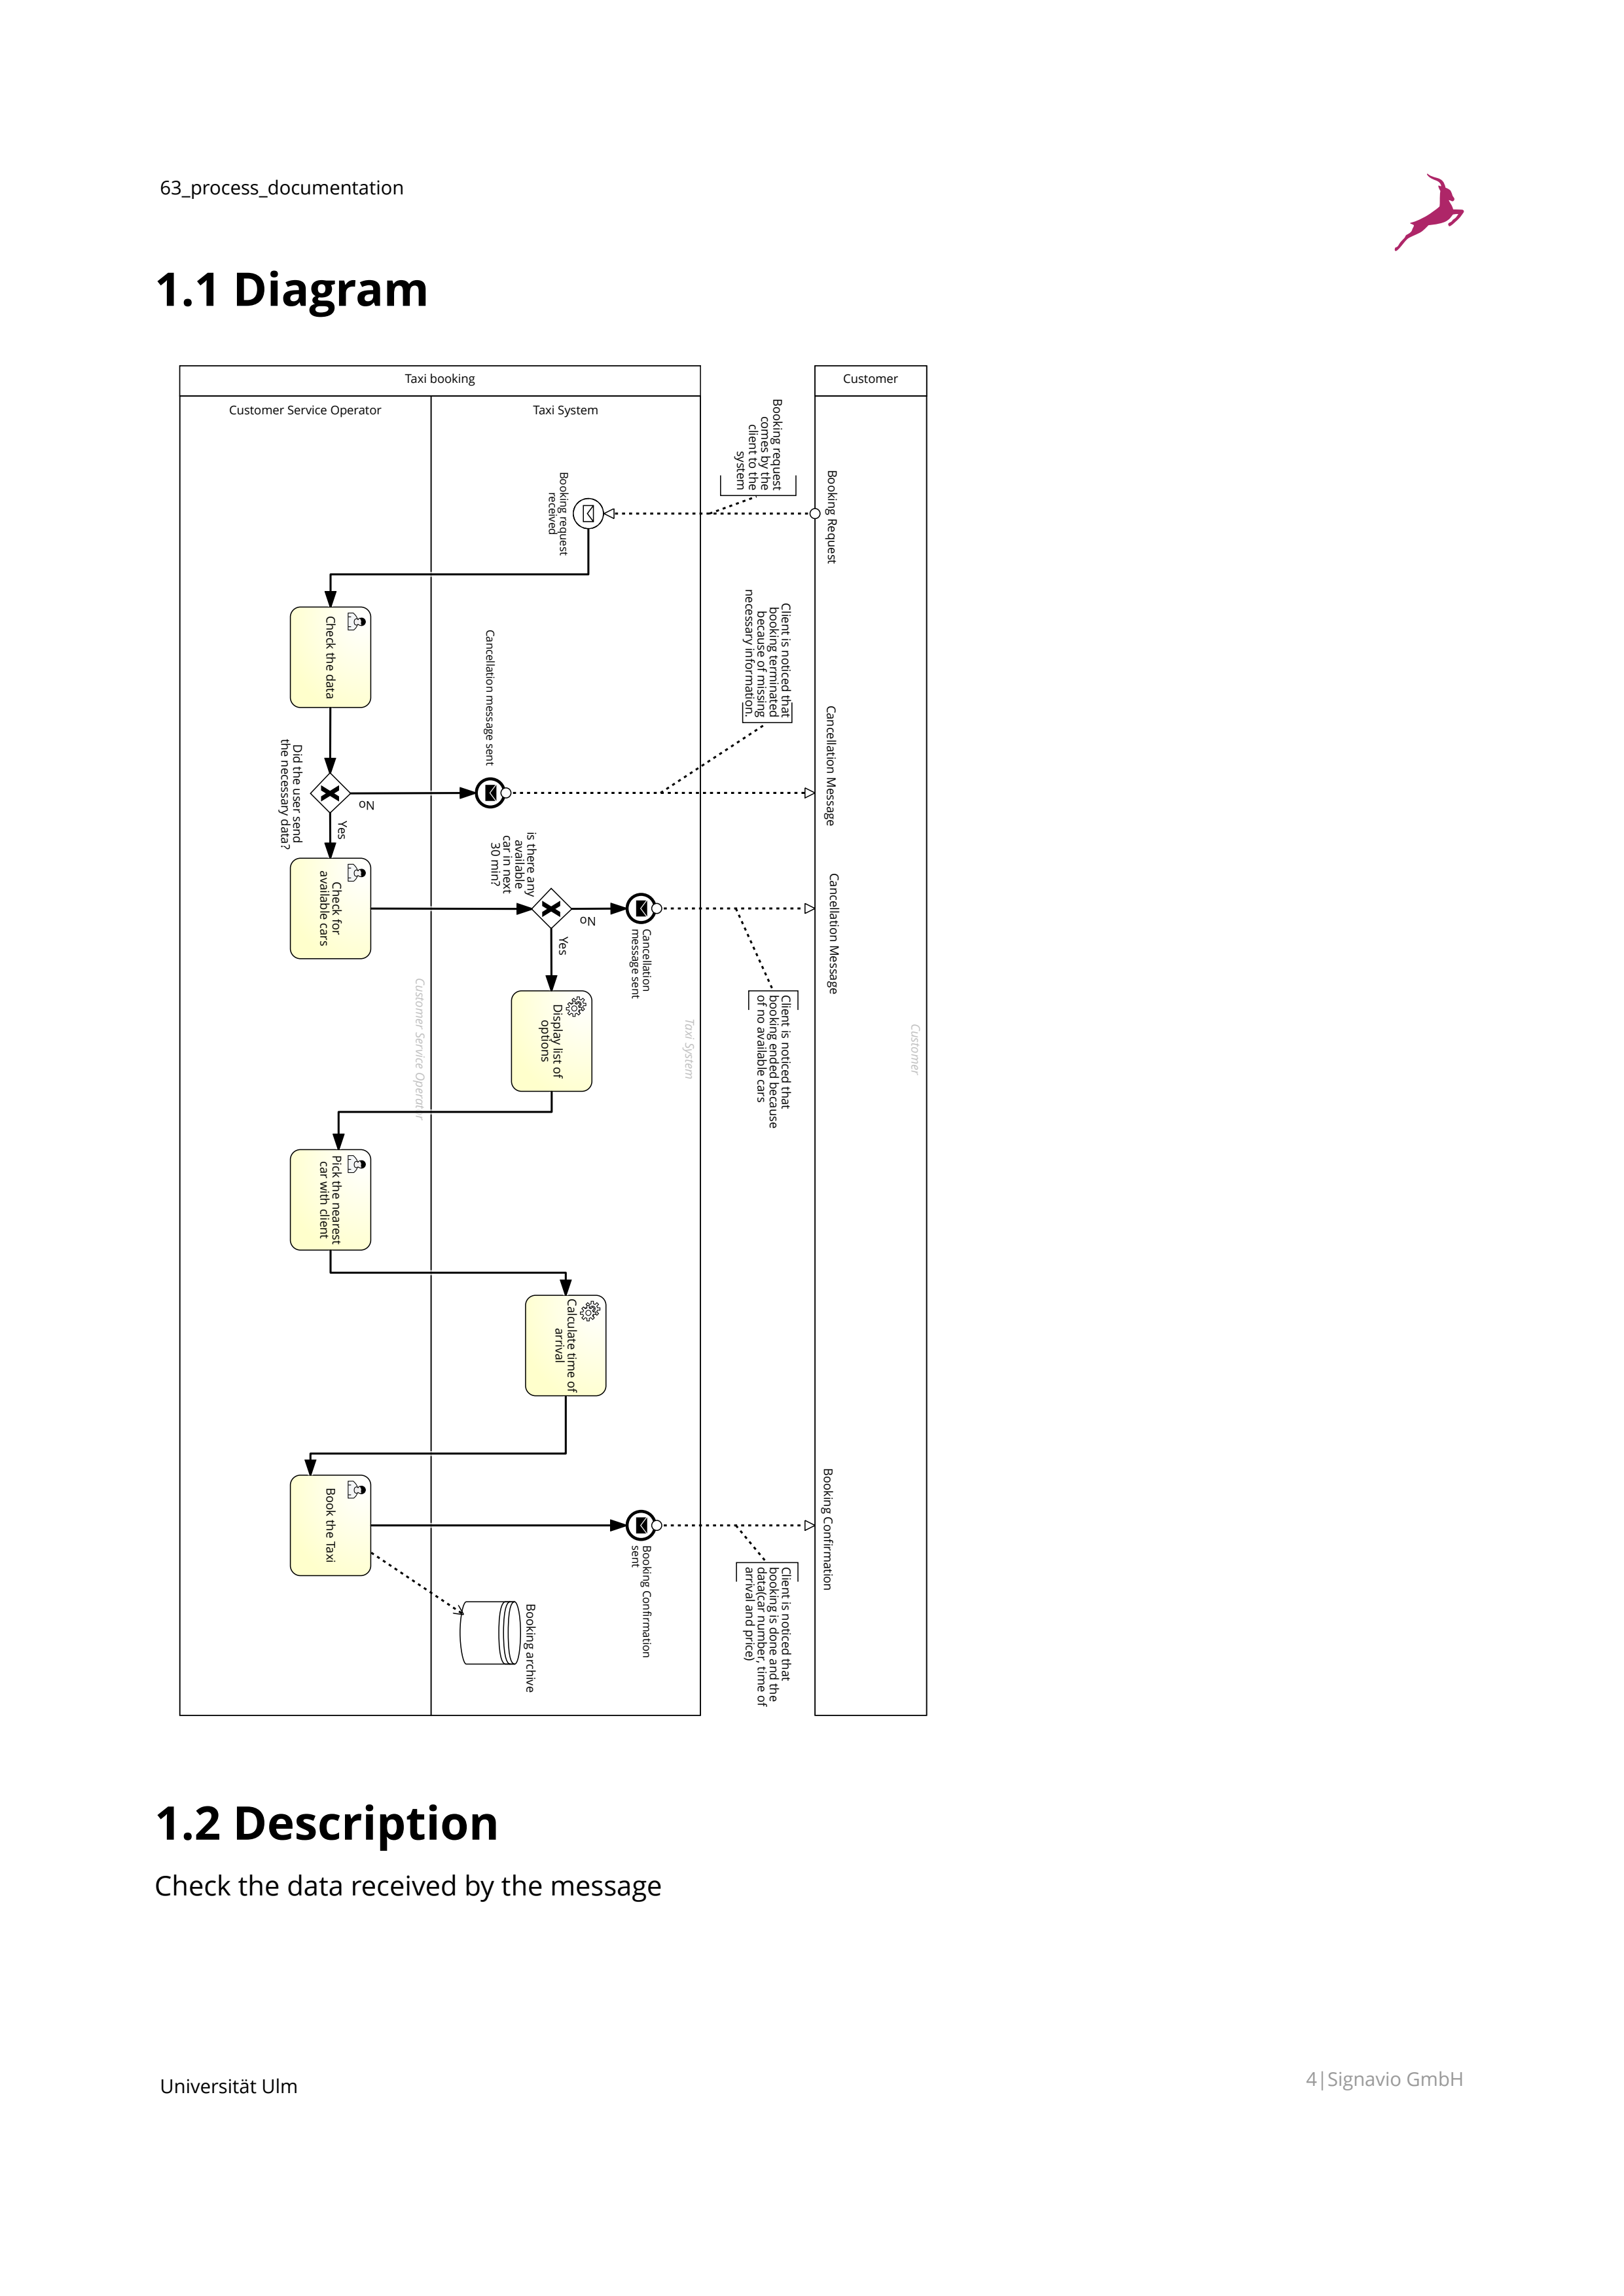 63_process_documentation
1.1 Diagram
Taxi booking
Customer
Customer Service Operator
Taxi System
Booking request
comes by the
client to the
system
Booking Request
Booking request
received
Client is noticed that
booking terminated
because of missing
necessary information.
Check the data
Cancellation message sent
Cancellation Message
Did the user send
the necessary data?
No
Yes
is there any
available
car in next
30 min?
Check for
available cars
No
Yes
Cancellation
message sent
Cancellation Message
Client is noticed that
booking ended because
of no available cars
Customer Service Operator
Taxi System
Customer
Display list of
options
Pick the nearest
car with client
Calculate time of
arrival
Book the Taxi
Booking Confirmation
sent
Booking Confirmation
Client is noticed that
booking is done and the
data(car number, time of
arrival and price)
Booking archive
1.2 Description
Check the data received by the message
Universität Ulm
4|Signavio GmbH